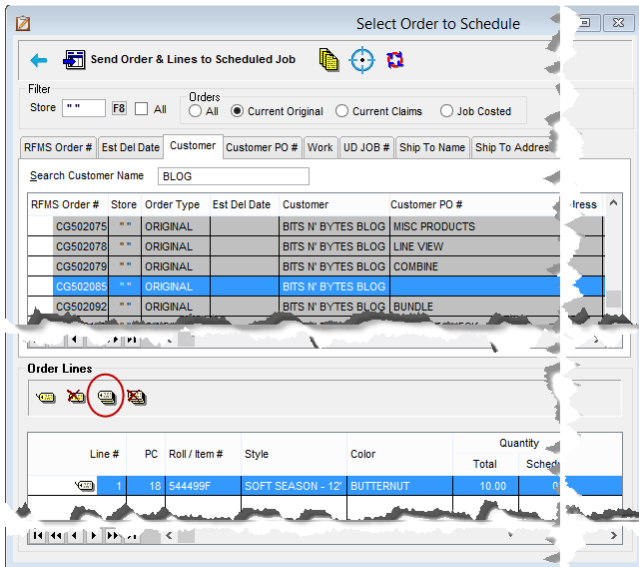 Select Order to Schedule
Send Order & Lines to Scheduled Job
Filter
Store " " F8 All
Orders
All Current Original Current Claims Job Costed
RFMS Order # Est Del Date Customer Customer PO # Work UD JOB # Ship To Name Ship To Addres
Search Customer Name BLOG
RFMS Order # Store Order Type Est Del Date Customer Customer PO # dress
CG502075 " " ORIGINAL BITS N' BYTES BLOG MISC PRODUCTS
CG502078 " " ORIGINAL BITS N' BYTES BLOG LINE VIEW
CG502079 " " ORIGINAL BITS N' BYTES BLOG COMBINE
CG502085 " " ORIGINAL BITS N' BYTES BLOG
CG502092 " " ORIGINAL BITS N' BYTES BLOG BUNDLE
Order Lines
Line # PC Roll / Item # Style Color Quantity
Total Schedu
1 18 544499F SOFT SEASON - 12' BUTTERNUT 10.00 0